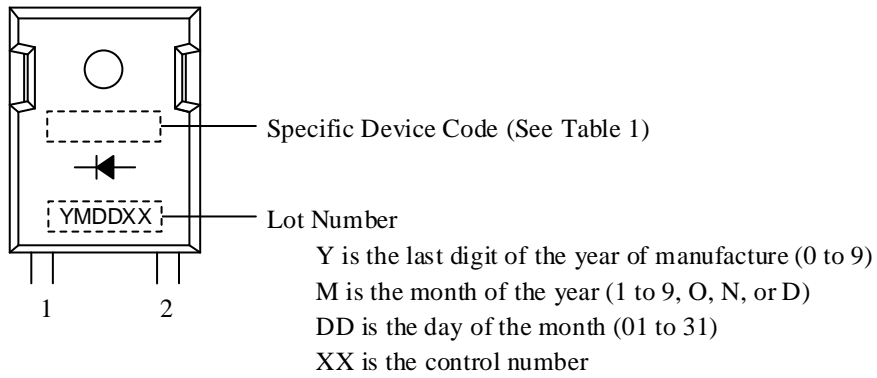 Specific Device Code (See Table 1)
YMDDXX
Lot Number
Y is the last digit of the year of manufacture (0 to 9)
M is the month of the year (1 to 9, O, N, or D)
DD is the day of the month (01 to 31)
XX is the control number
1 2